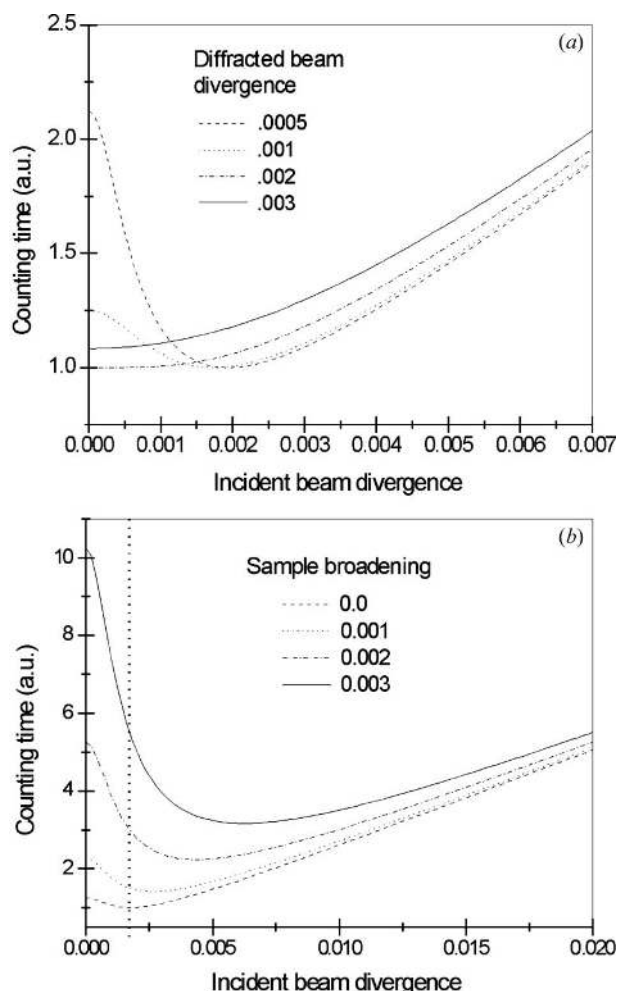 2.5
(a)
Diffracted beam
divergence
.0005
.001
.002
.003
2.0
1.5
1.0
Counting time (a.u.)
0.000 0.001 0.002 0.003 0.004 0.005 0.006 0.007
Incident beam divergence
(b)
10
Sample broadening
0.0
0.001
0.002
0.003
8
6
4
2
Counting time (a.u.)
0.000 0.005 0.010 0.015 0.020
Incident beam divergence